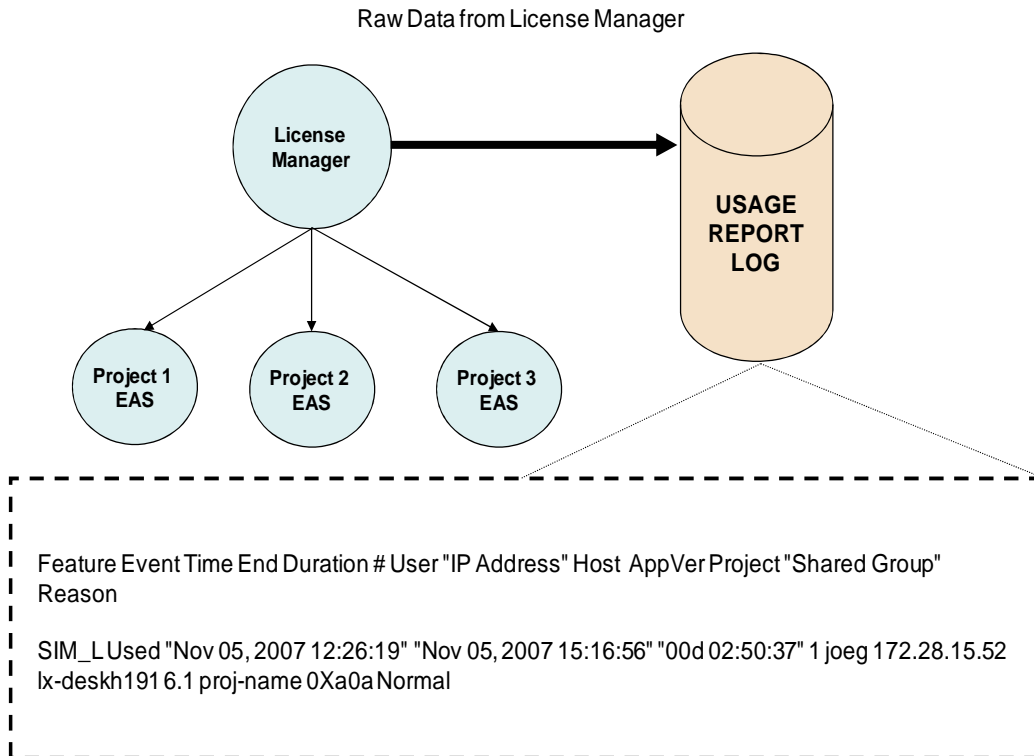 Raw Data from License Manager
License
Manager
USAGE
REPORT
LOG
Project 1
EAS
Project 2
EAS
Project 3
EAS
Feature Event Time End Duration # User "IP Address" Host AppVer Project "Shared Group"
Reason
SIM_L Used "Nov 05, 2007 12:26:19" "Nov 05, 2007 15:16:56" "00d 02:50:37" 1 joeg 172.28.15.52
lx-deskh191 6.1 proj-name 0Xa0a Normal